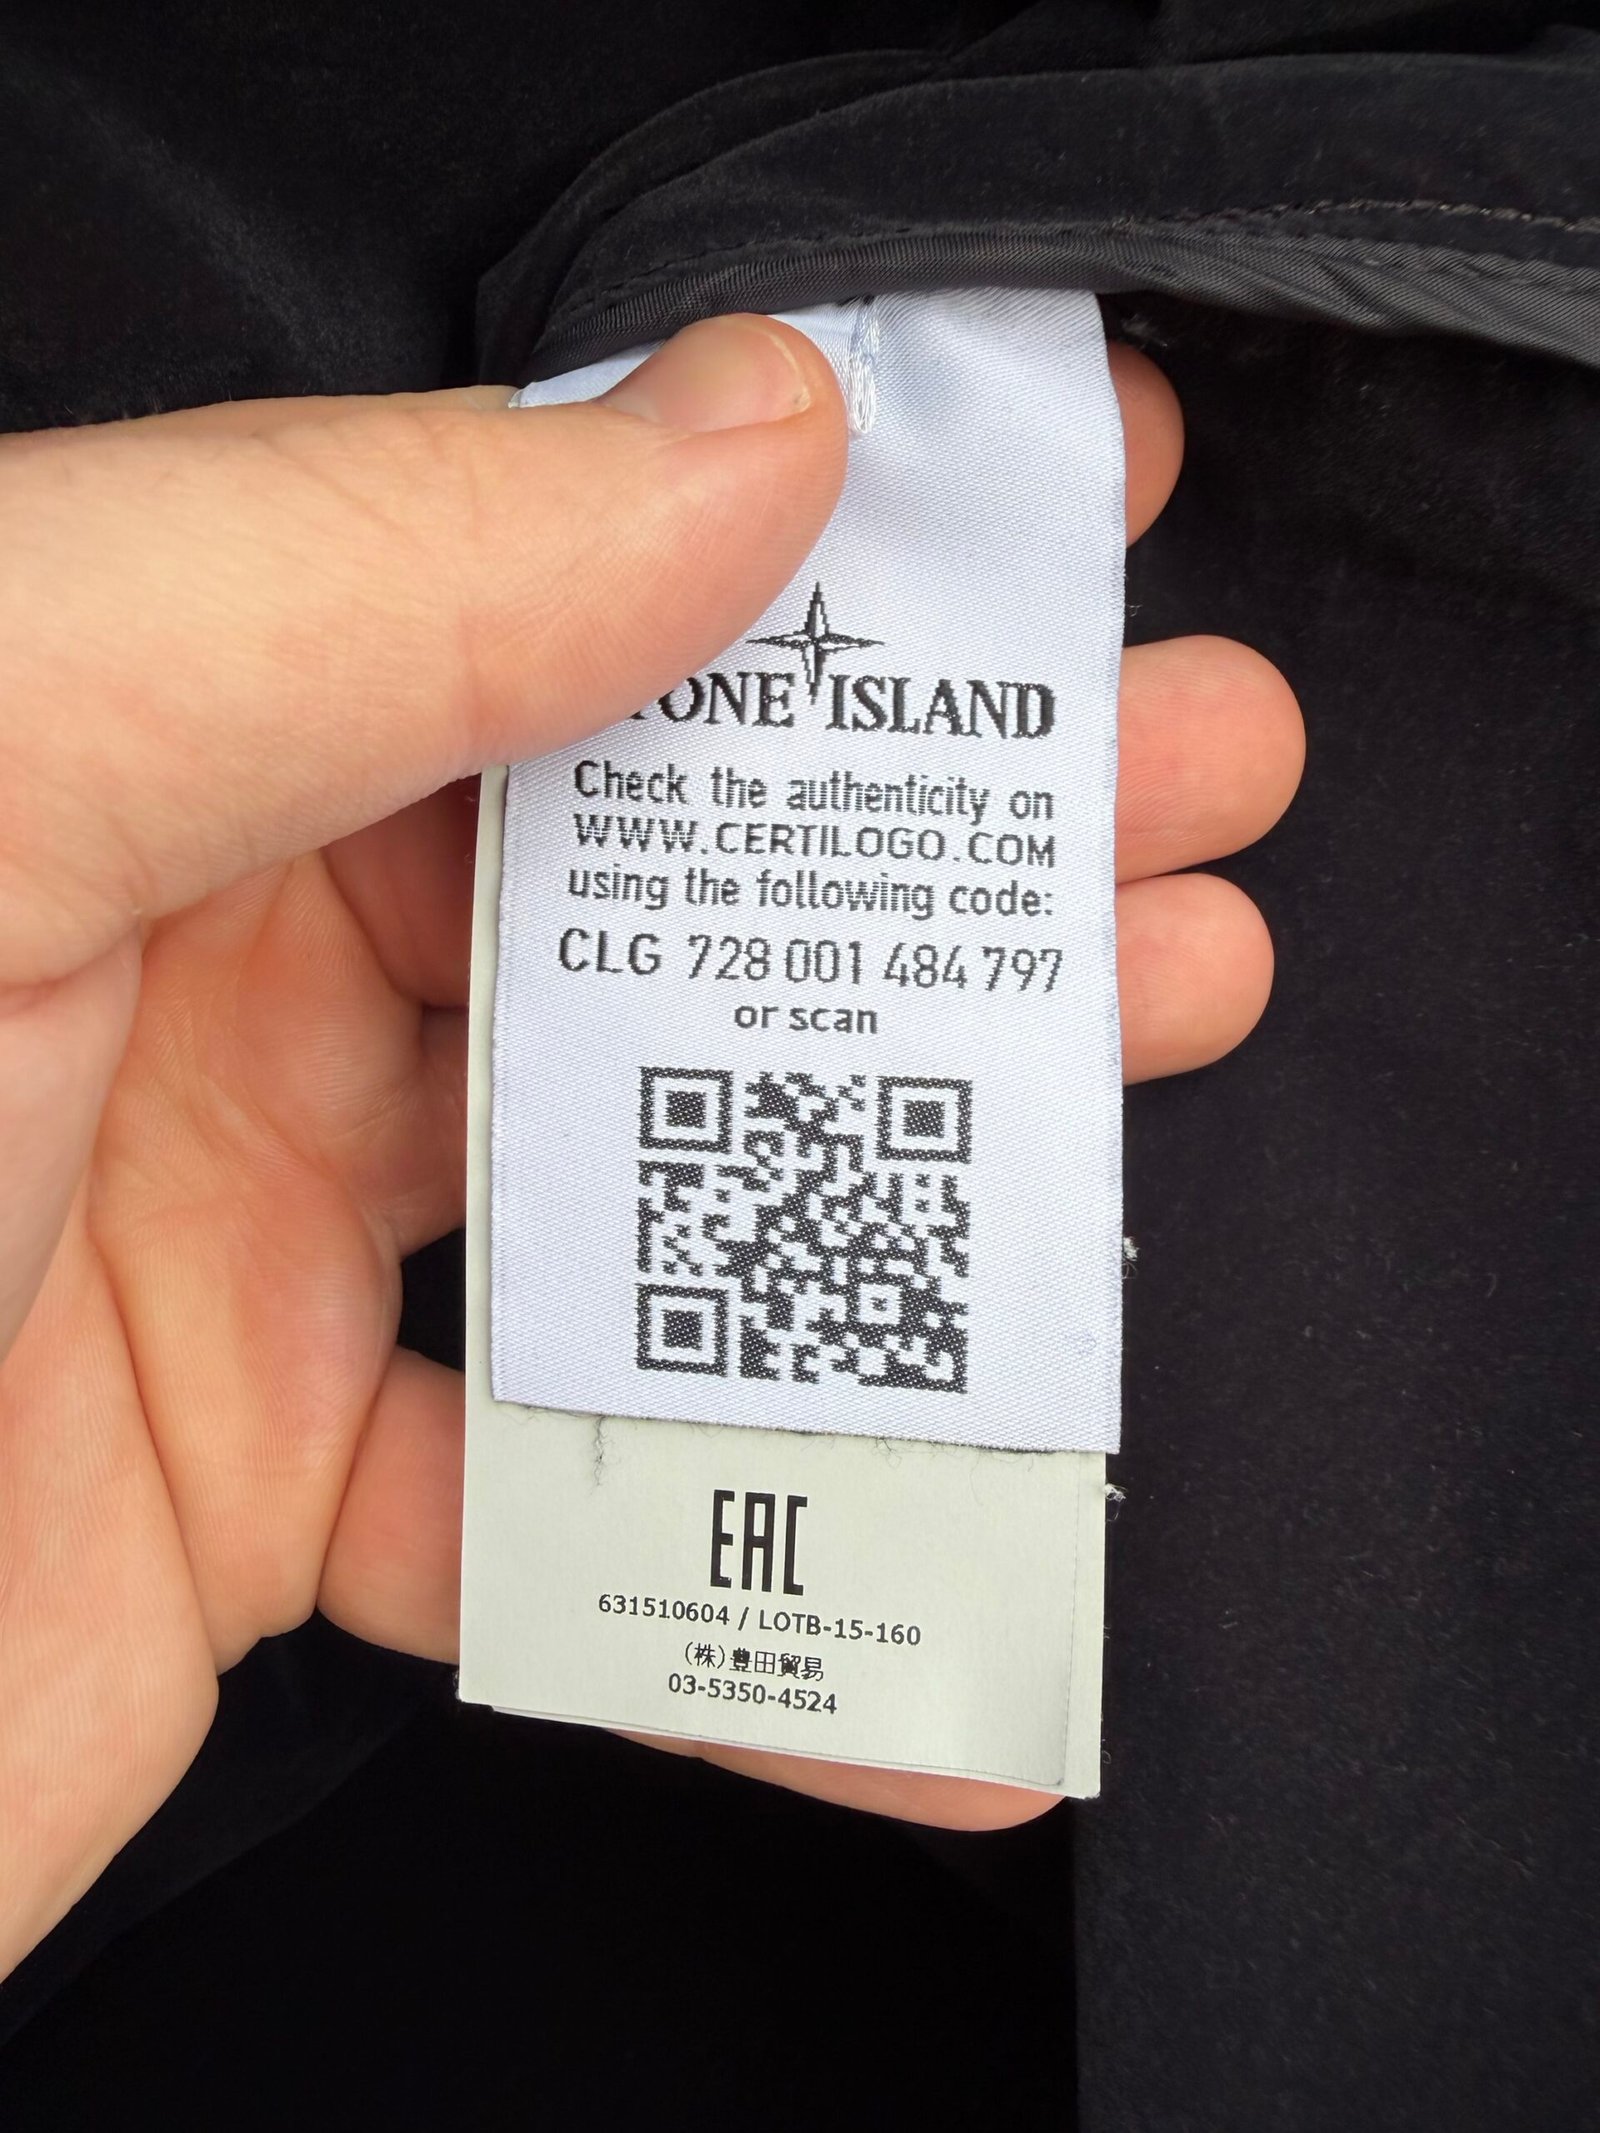 STONE ISLAND
Check the authenticity on
WWW.CERTILOGO.COM
using the following code:
CLG 728 001 484 797
or scan
EAC
631510604 / LOTB-15-160
(株)豊田貿易
03-5350-4524